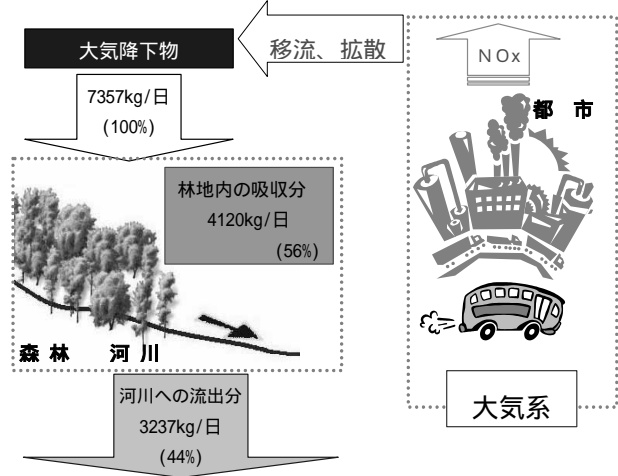 大気降下物
移流、拡散
NOx
都 市
7357kg/日
(100%)
林地内の吸収分
4120kg/日
(56%)
森 林 河 川
大気系
河川への流出分
3237kg/日
(44%)